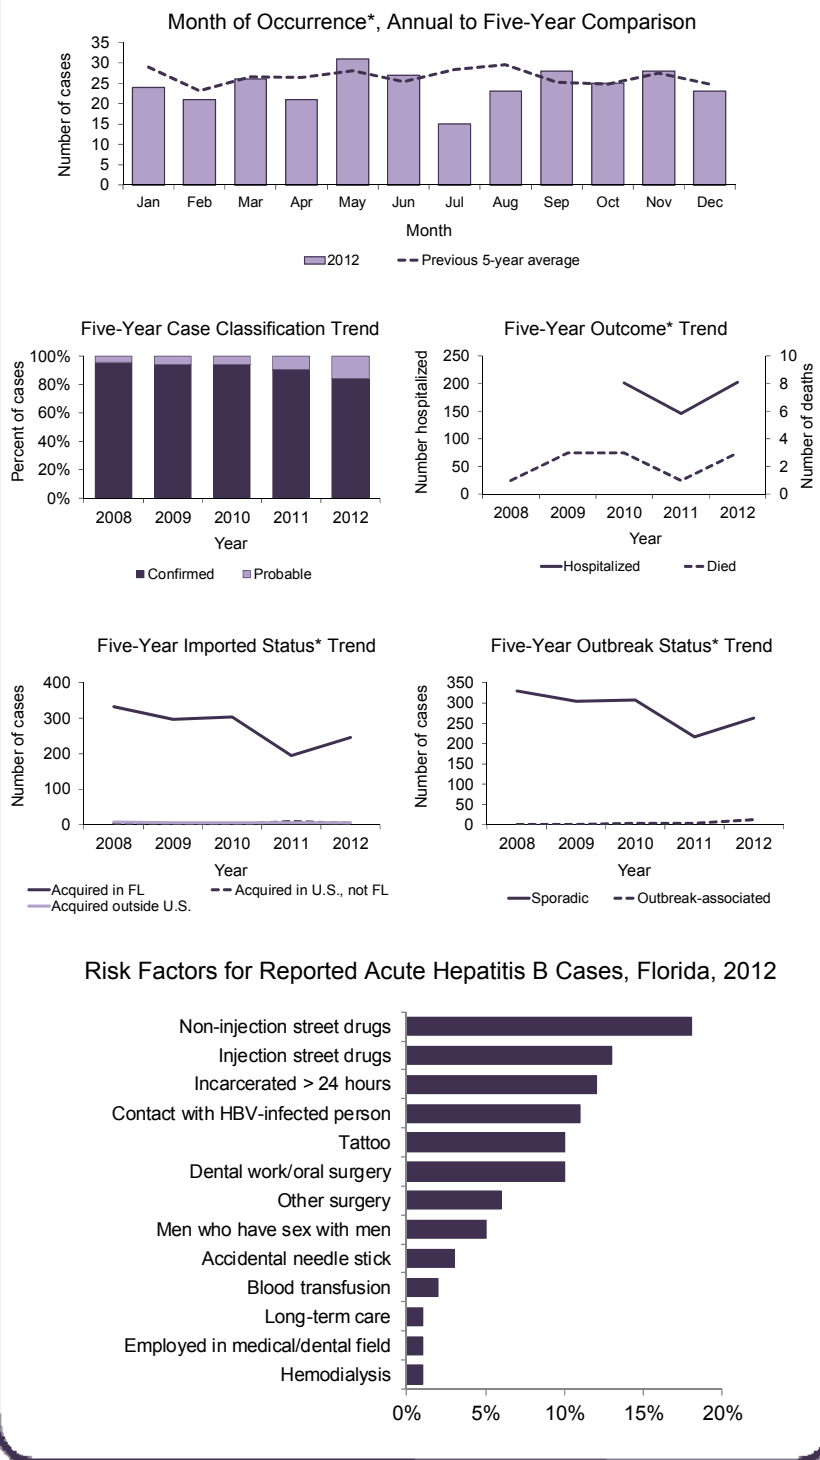 Month of Occurrence*, Annual to Five-Year Comparison
Number of cases
35
30
25
20
15
10
5
0
Jan Feb Mar Apr May Jun Jul Aug Sep Oct Nov Dec
Month
2012 Previous 5-year average
Five-Year Case Classification Trend
Percent of cases
100%
80%
60%
40%
20%
0%
2008 2009 2010 2011 2012
Year
Confirmed Probable
Five-Year Outcome* Trend
Number hospitalized
250
200
150
100
50
0
10
8
6
4
2
0
Number of deaths
2008 2009 2010 2011 2012
Year
Hospitalized Died
Five-Year Imported Status* Trend
Number of cases
400
300
200
100
0
2008 2009 2010 2011 2012
Year
Acquired in FL Acquired in U.S., not FL
Acquired outside U.S.
Five-Year Outbreak Status* Trend
Number of cases
350
300
250
200
150
100
50
0
2008 2009 2010 2011 2012
Year
Sporadic Outbreak-associated
Risk Factors for Reported Acute Hepatitis B Cases, Florida, 2012
Non-injection street drugs
Injection street drugs
Incarcerated > 24 hours
Contact with HBV-infected person
Tattoo
Dental work/oral surgery
Other surgery
Men who have sex with men
Accidental needle stick
Blood transfusion
Long-term care
Employed in medical/dental field
Hemodialysis
0% 5% 10% 15% 20%